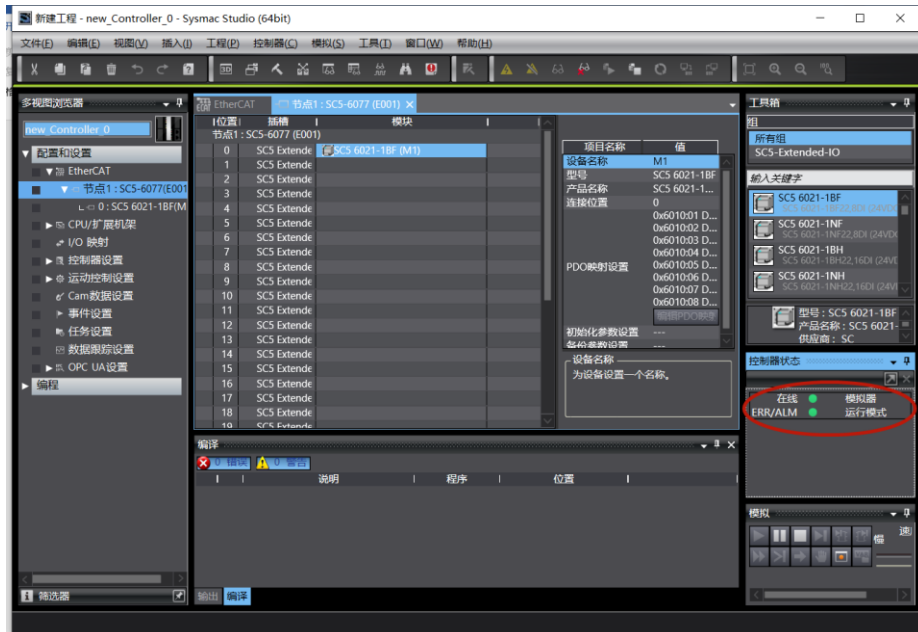 新建工程 - new_Controller_0 - Sysmac Studio (64bit)
文件(F) 编辑(E) 视图(V) 插入(I) 工程(P) 控制器(C) 模拟(S) 工具(T) 窗口(W) 帮助(H)
多视图浏览器
new_Controller_0
配置和设置
EtherCAT
节点1 : SC5-6077(E001
0 : SC5 6021-1BF(M
CPU/扩展机架
I/O 映射
控制器设置
运动控制设置
Cam数据设置
事件设置
任务设置
数据跟踪设置
OPC UA设置
编程
筛选器
EtherCAT 节点1 : SC5-6077 (E001)
位置 插槽 模块
节点1 : SC5-6077 (E001)
0 SC5 Extende SC5 6021-1BF (M1)
1 SC5 Extende
2 SC5 Extende
3 SC5 Extende
4 SC5 Extende
5 SC5 Extende
6 SC5 Extende
7 SC5 Extende
8 SC5 Extende
9 SC5 Extende
10 SC5 Extende
11 SC5 Extende
12 SC5 Extende
13 SC5 Extende
14 SC5 Extende
15 SC5 Extende
16 SC5 Extende
17 SC5 Extende
18 SC5 Extende
19 SC5 Extende
项目名称 值
设备名称 M1
型号 SC5 6021-1BF
产品名称 SC5 6021-1...
连接位置 0
PDO映射设置
0x6010:01 D...
0x6010:02 D...
0x6010:03 D...
0x6010:04 D...
0x6010:05 D...
0x6010:06 D...
0x6010:07 D...
0x6010:08 D...
编辑PDO映
初始化参数设置 ---
备份参数设置 ---
设备名称
为设备设置一个名称。
编译
0 错误 0 警告
说明 程序 位置
输出 编译
工具箱
组
所有组
SC5-Extended-IO
输入关键字
SC5 6021-1BF
SC5 6021-1NF
SC5 6021-1NF22,8DI (24VDC
SC5 6021-1BH
SC5 6021-1BH22,16DI (24V
SC5 6021-1NH
SC5 6021-1NH22,16DI (24V
型号 : SC5 6021-1BF
产品名称 : SC5 6021-
供应商 : SC
控制器状态
在线 模拟器
ERR/ALM 运行模式
模拟
慢 速